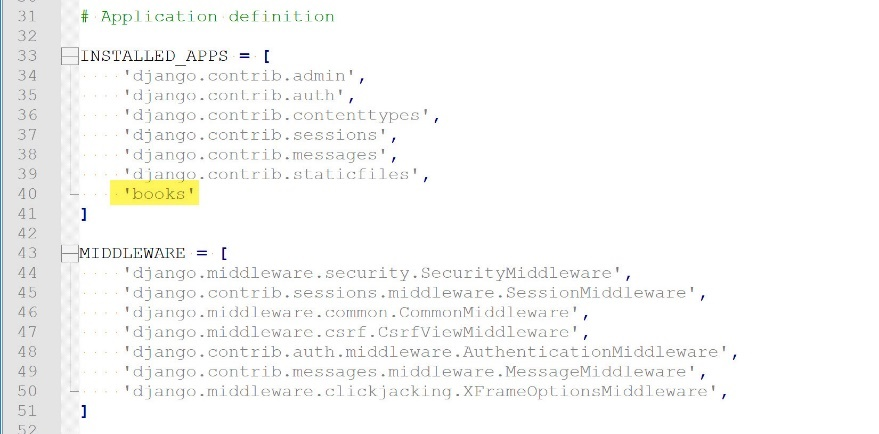 31 # Application definition
32
33 INSTALLED_APPS = [
34 'django.contrib.admin',
35 'django.contrib.auth',
36 'django.contrib.contenttypes',
37 'django.contrib.sessions',
38 'django.contrib.messages',
39 'django.contrib.staticfiles',
40 'books'
41 ]
42
43 MIDDLEWARE = [
44 'django.middleware.security.SecurityMiddleware',
45 'django.contrib.sessions.middleware.SessionMiddleware',
46 'django.middleware.common.CommonMiddleware',
47 'django.middleware.csrf.CsrfViewMiddleware',
48 'django.contrib.auth.middleware.AuthenticationMiddleware',
49 'django.contrib.messages.middleware.MessageMiddleware',
50 'django.middleware.clickjacking.XFrameOptionsMiddleware',
51 ]
52